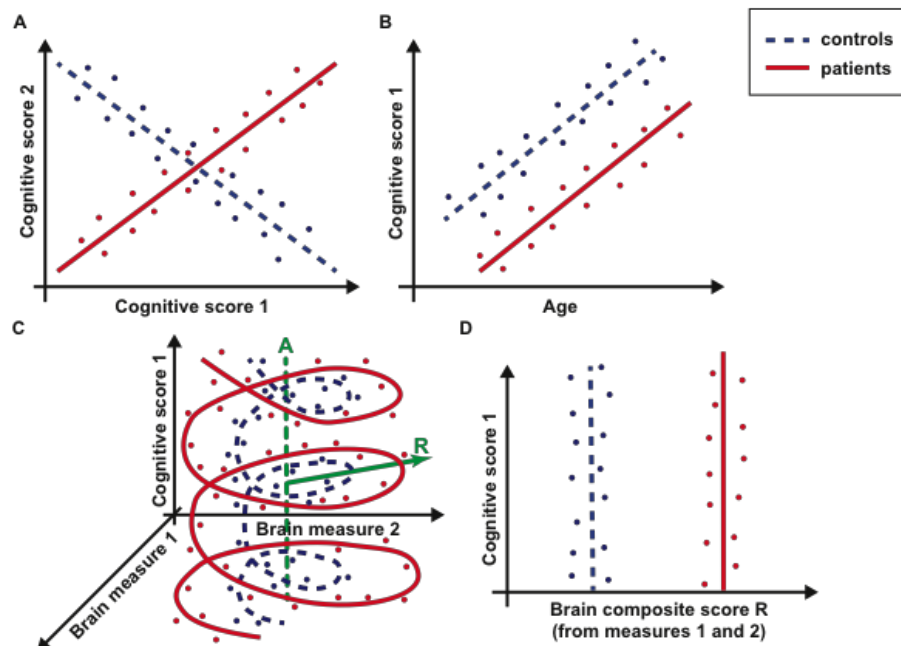 A
Cognitive score 2
Cognitive score 1
B
Cognitive score 1
Age
controls
patients
C
Cognitive score 1
A
R
Brain measure 2
Brain measure 1
D
Cognitive score 1
Brain composite score R
(from measures 1 and 2)